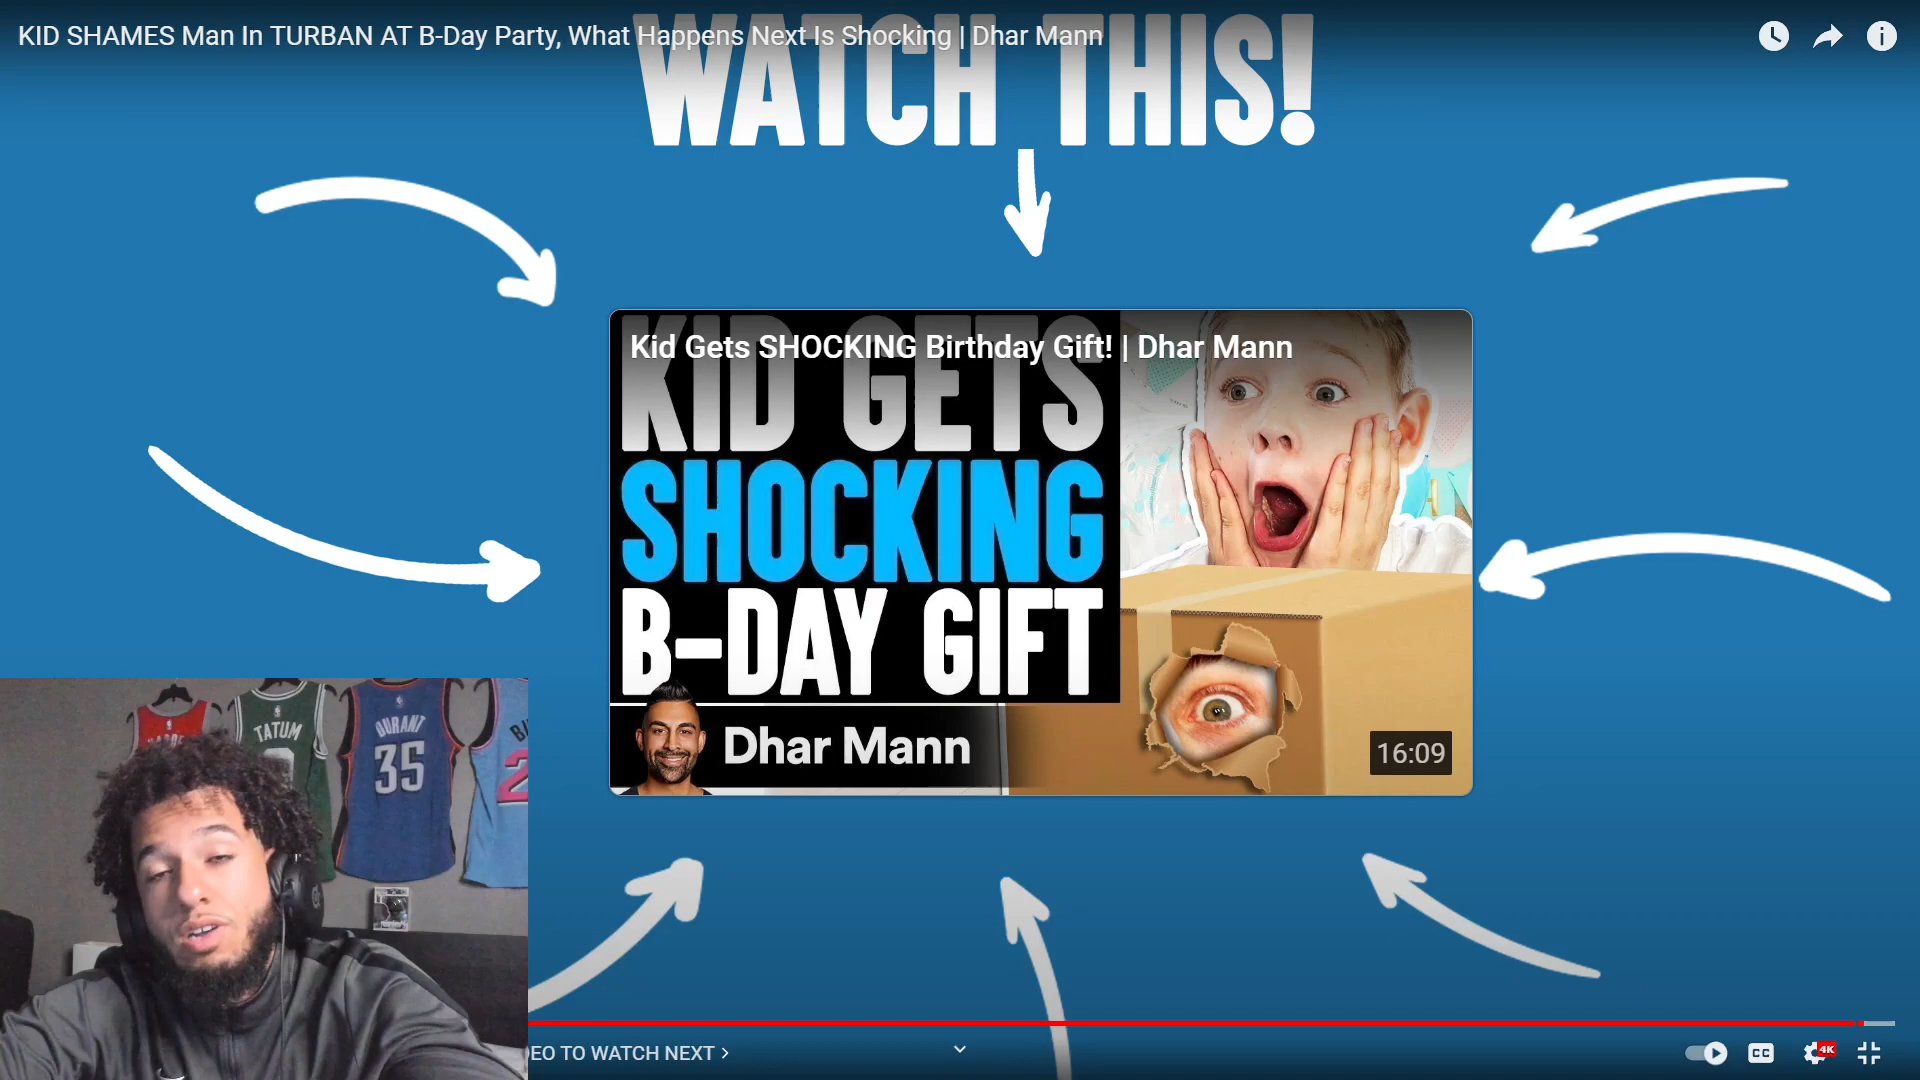 KID SHAMES Man In TURBAN AT B-Day Party, What Happens Next Is Shocking | Dhar Mann
WATCH THIS!
Kid Gets SHOCKING Birthday Gift! | Dhar Mann
KID GETS
SHOCKING
B-DAY GIFT
Dhar Mann
16:09
TATUM
DURANT
35
EO TO WATCH NEXT
CC
4K